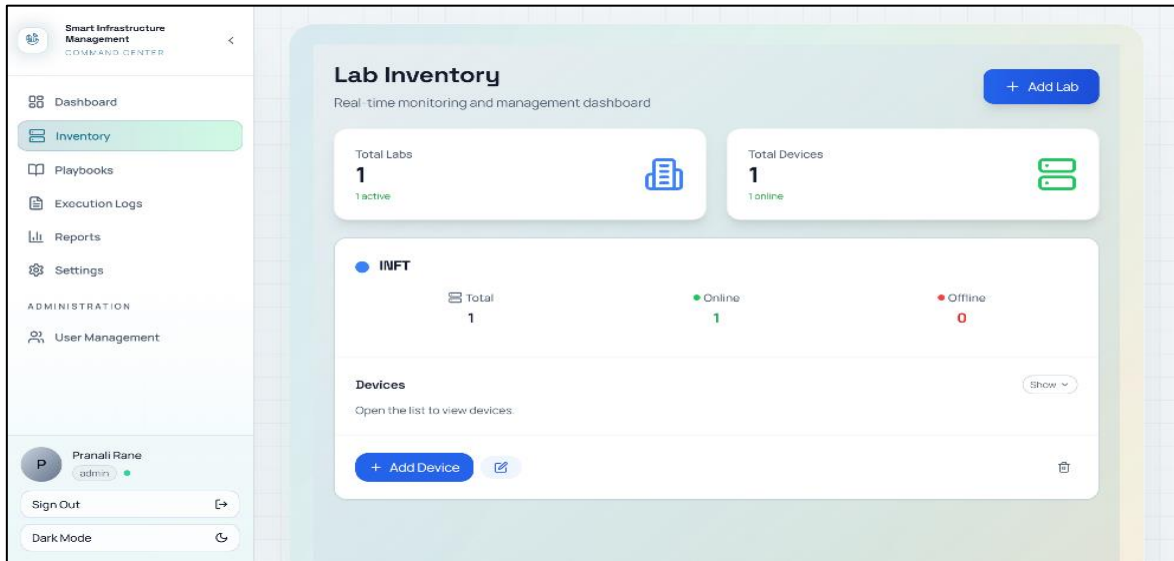 Smart Infrastructure
Management
COMMAND CENTER
Dashboard
Inventory
Playbooks
Execution Logs
Reports
Settings
ADMINISTRATION
User Management
P
Pranali Rane
admin
Sign Out
Dark Mode
Lab Inventory
Real-time monitoring and management dashboard
+ Add Lab
Total Labs
1
1 active
Total Devices
1
1 online
INFT
Total
1
Online
1
Offline
0
Devices
Show
Open the list to view devices.
+ Add Device